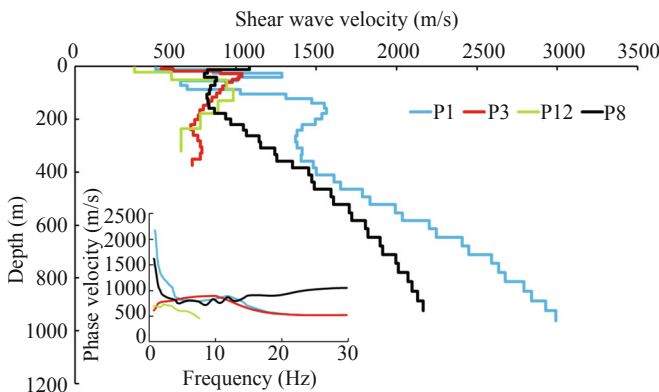 Shear wave velocity (m/s)
0 500 1000 1500 2000 2500 3000 3500
0
200
400
600
800
1000
1200
Depth (m)
P1 P3 P12 P8
2500
2000
1500
1000
500
0
Phase velocity (m/s)
0 10 20 30
Frequency (Hz)